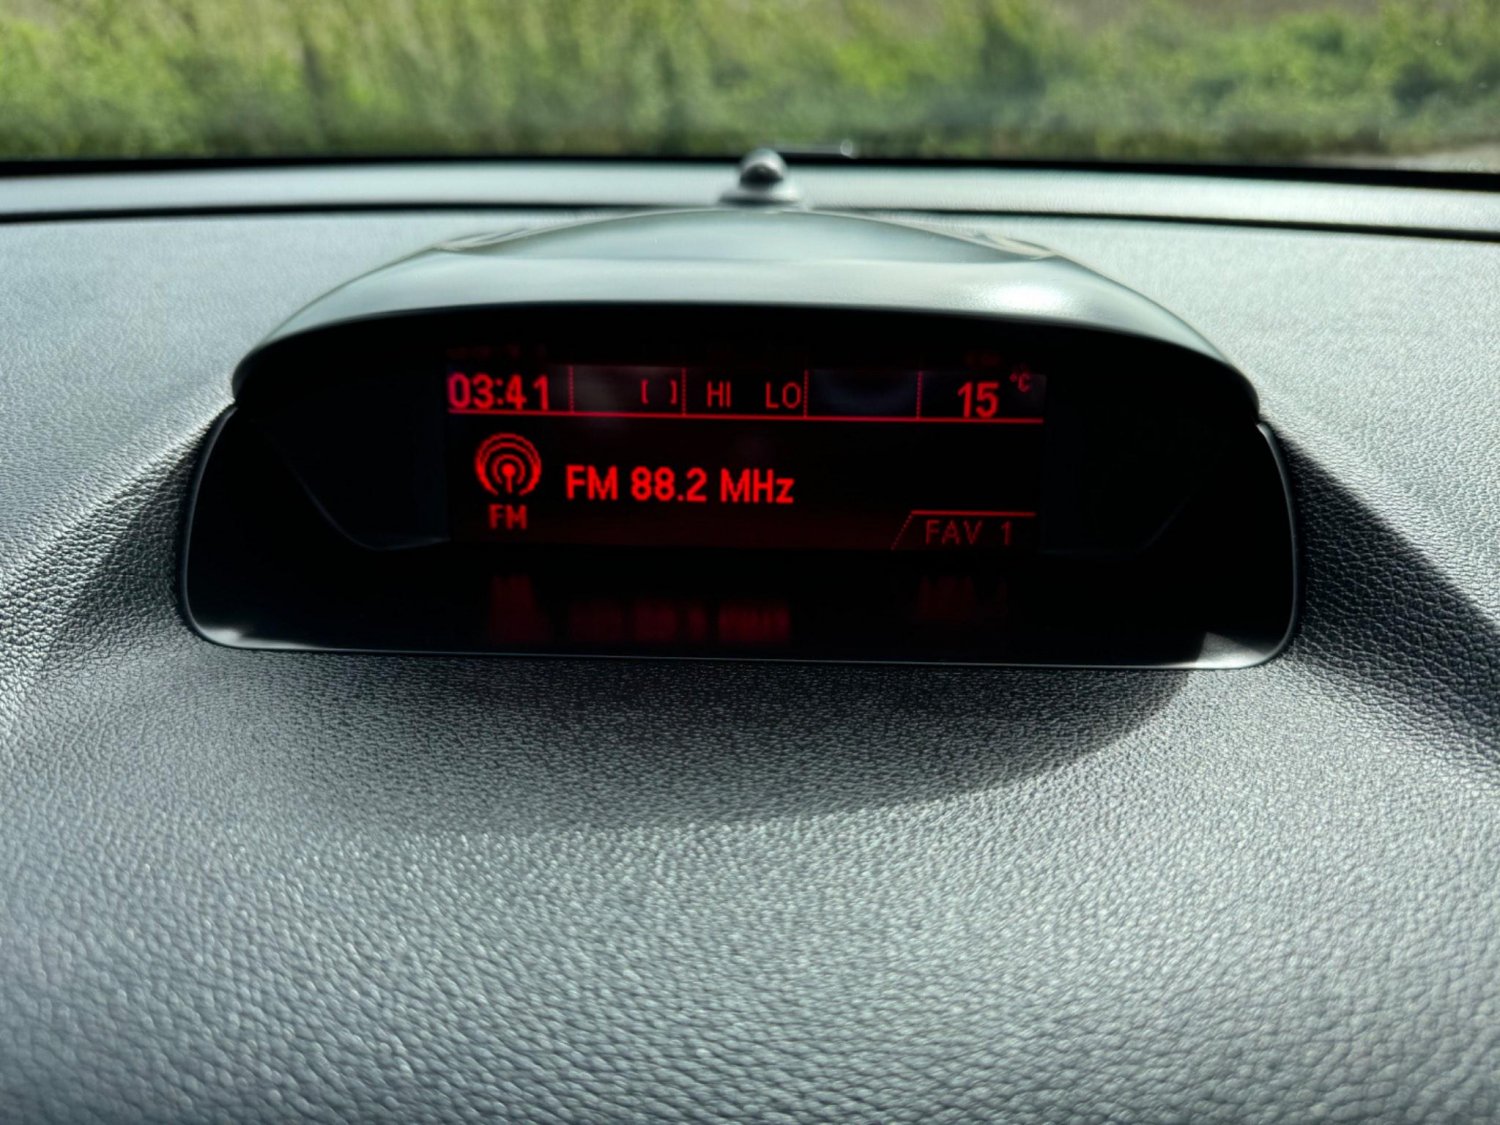 03:41 [ ] HI LO 15 °C
FM 88.2 MHz
FM
FAV 1